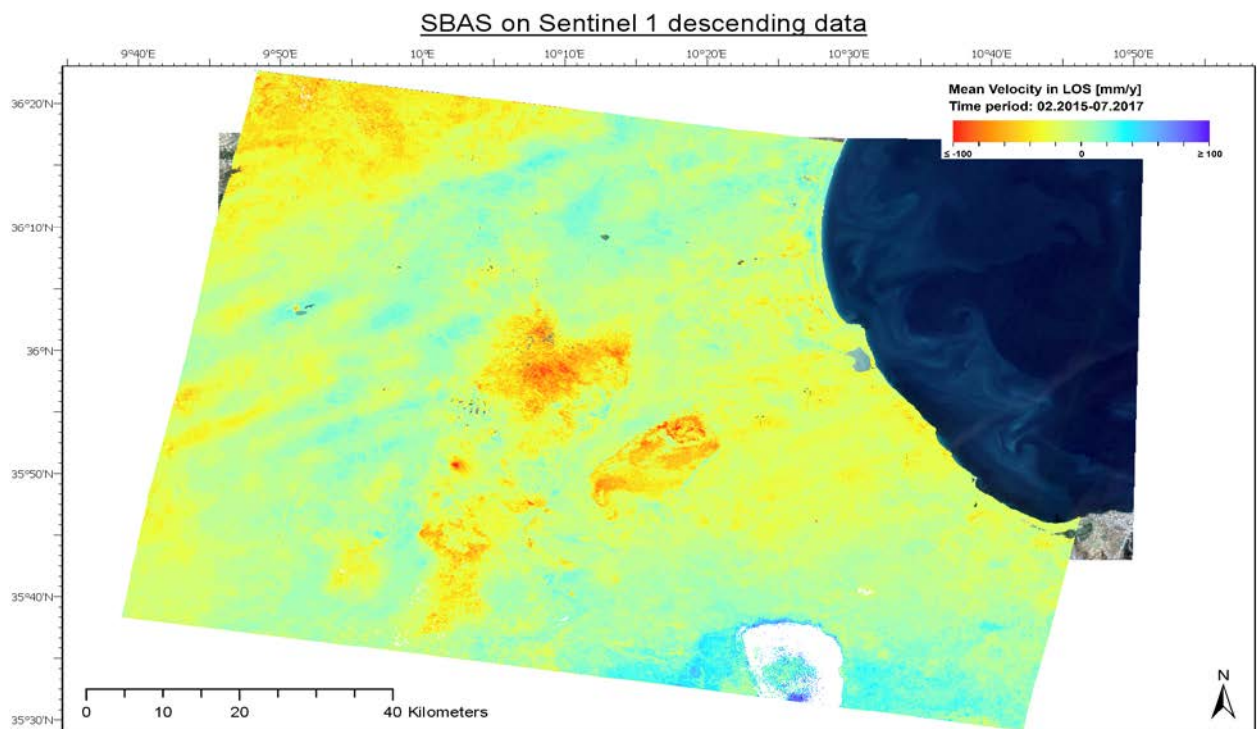 SBAS on Sentinel 1 descending data
9°40'E 9°50'E 10°E 10°10'E 10°20'E 10°30'E 10°40'E 10°50'E
Mean Velocity in LOS [mm/y]
Time period: 02.2015-07.2017
≤ -100 0 ≥ 100
36°20'N
36°10'N
36°N
35°50'N
35°40'N
35°30'N
0 10 20 40 Kilometers
N